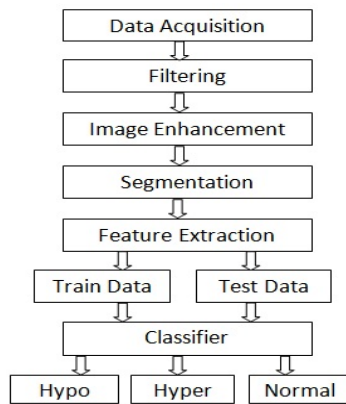 Data Acquisition
Filtering
Image Enhancement
Segmentation
Feature Extraction
Train Data
Test Data
Classifier
Hypo
Hyper
Normal